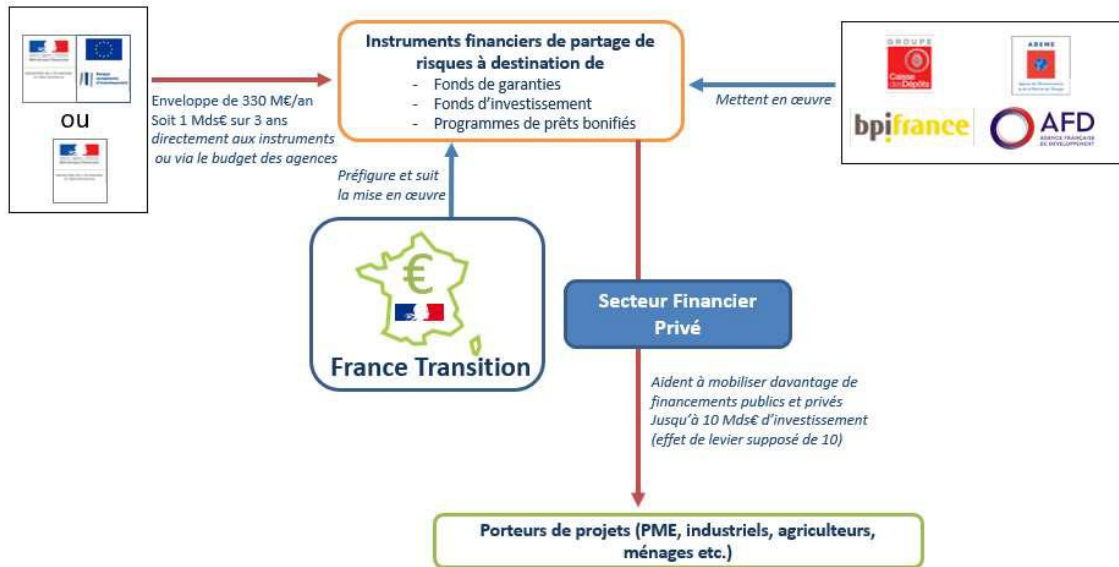 Instruments financiers de partage de
risques à destination de
- Fonds de garanties
- Fonds d'investissement
- Programmes de prêts bonifiés
ou
Enveloppe de 330 M€/an
Soit 1 Mds€ sur 3 ans
directement aux instruments
ou via le budget des agences
Mettent en œuvre
GROUPE
Caisse
des Dépôts
ADEME
bpifrance
AFD
AGENCE FRANÇAISE
DE DÉVELOPPEMENT
Préfigure et suit
la mise en œuvre
€
France Transition
Secteur Financier
Privé
Aident à mobiliser davantage de
financements publics et privés
Jusqu'à 10 Mds€ d'investissement
(effet de levier supposé de 10)
Porteurs de projets (PME, industriels, agriculteurs,
ménages etc.)